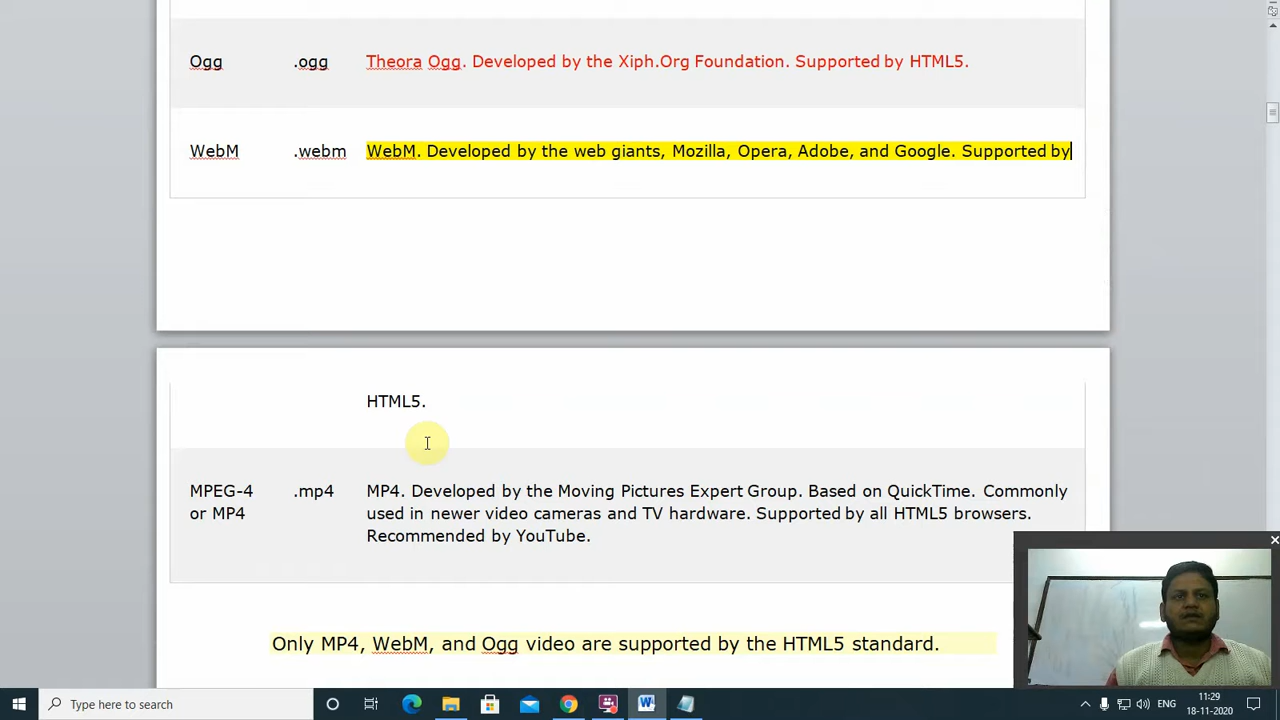 Ogg .ogg Theora Ogg. Developed by the Xiph.Org Foundation. Supported by HTML5.
WebM .webm WebM. Developed by the web giants, Mozilla, Opera, Adobe, and Google. Supported by
HTML5.
MPEG-4 .mp4 MP4. Developed by the Moving Pictures Expert Group. Based on QuickTime. Commonly
or MP4 used in newer video cameras and TV hardware. Supported by all HTML5 browsers.
Recommended by YouTube.
Only MP4, WebM, and Ogg video are supported by the HTML5 standard.
Type here to search
ENG
11:29
18-11-2020